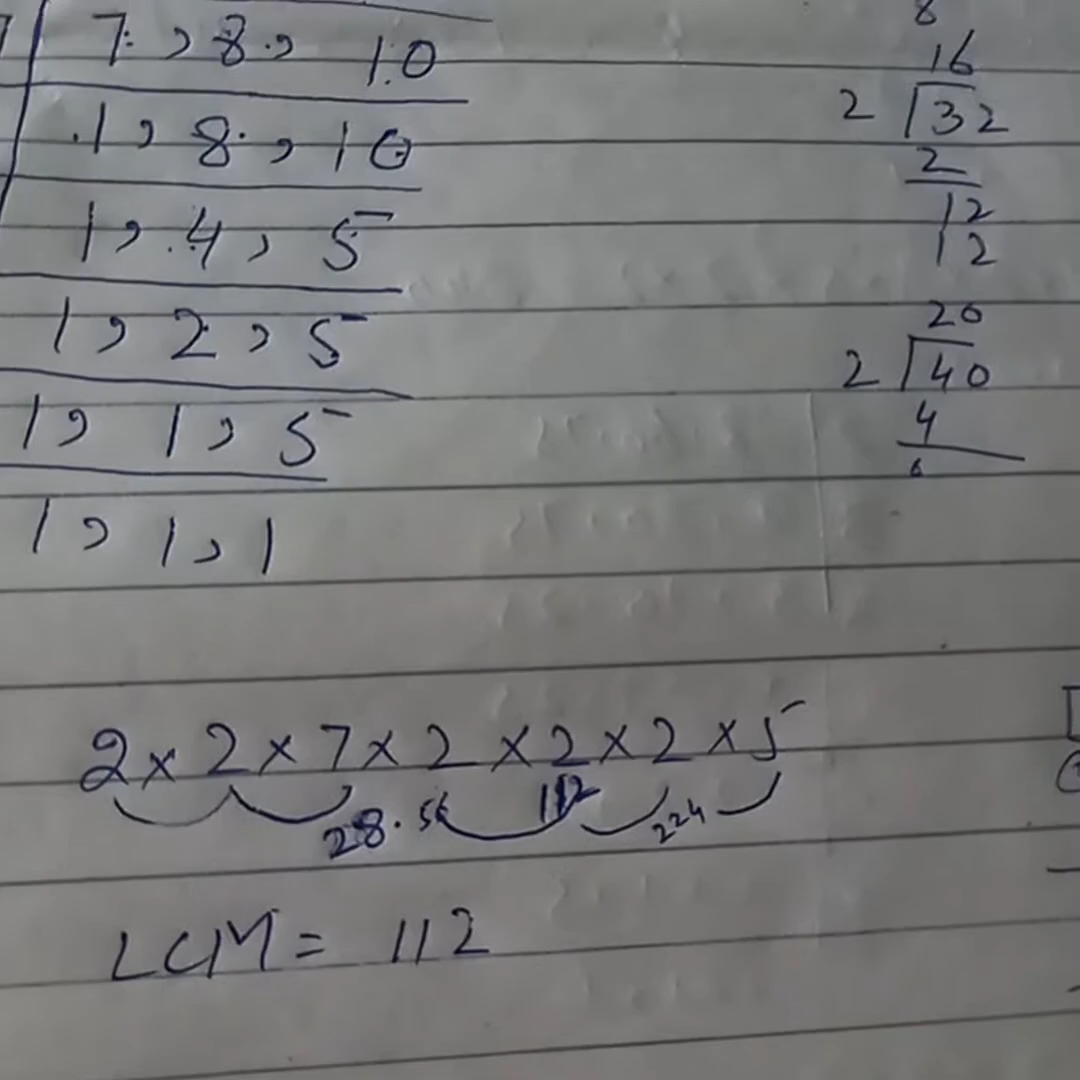 7 | 7, 8, 10
1, 8, 10
1, 4, 5
1, 2, 5
1, 1, 5
1, 1, 1
8
16
2 √32
2
12
12
20
2 √40
4
0
2 × 2 × 7 × 2 × 2 × 2 × 5
28. 56 112 224
LCM = 112